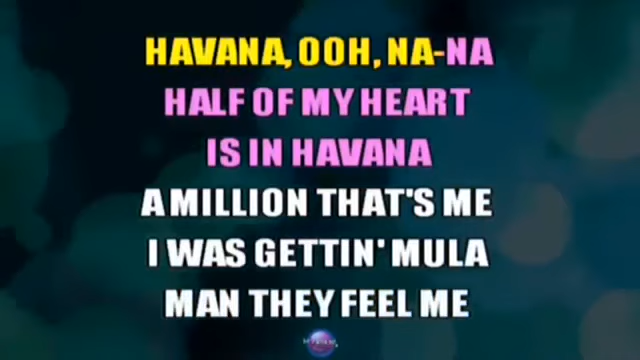 HAVANA, OOH, NA-NA
HALF OF MY HEART
IS IN HAVANA
A MILLION THAT'S ME
I WAS GETTIN' MULA
MAN THEY FEEL ME